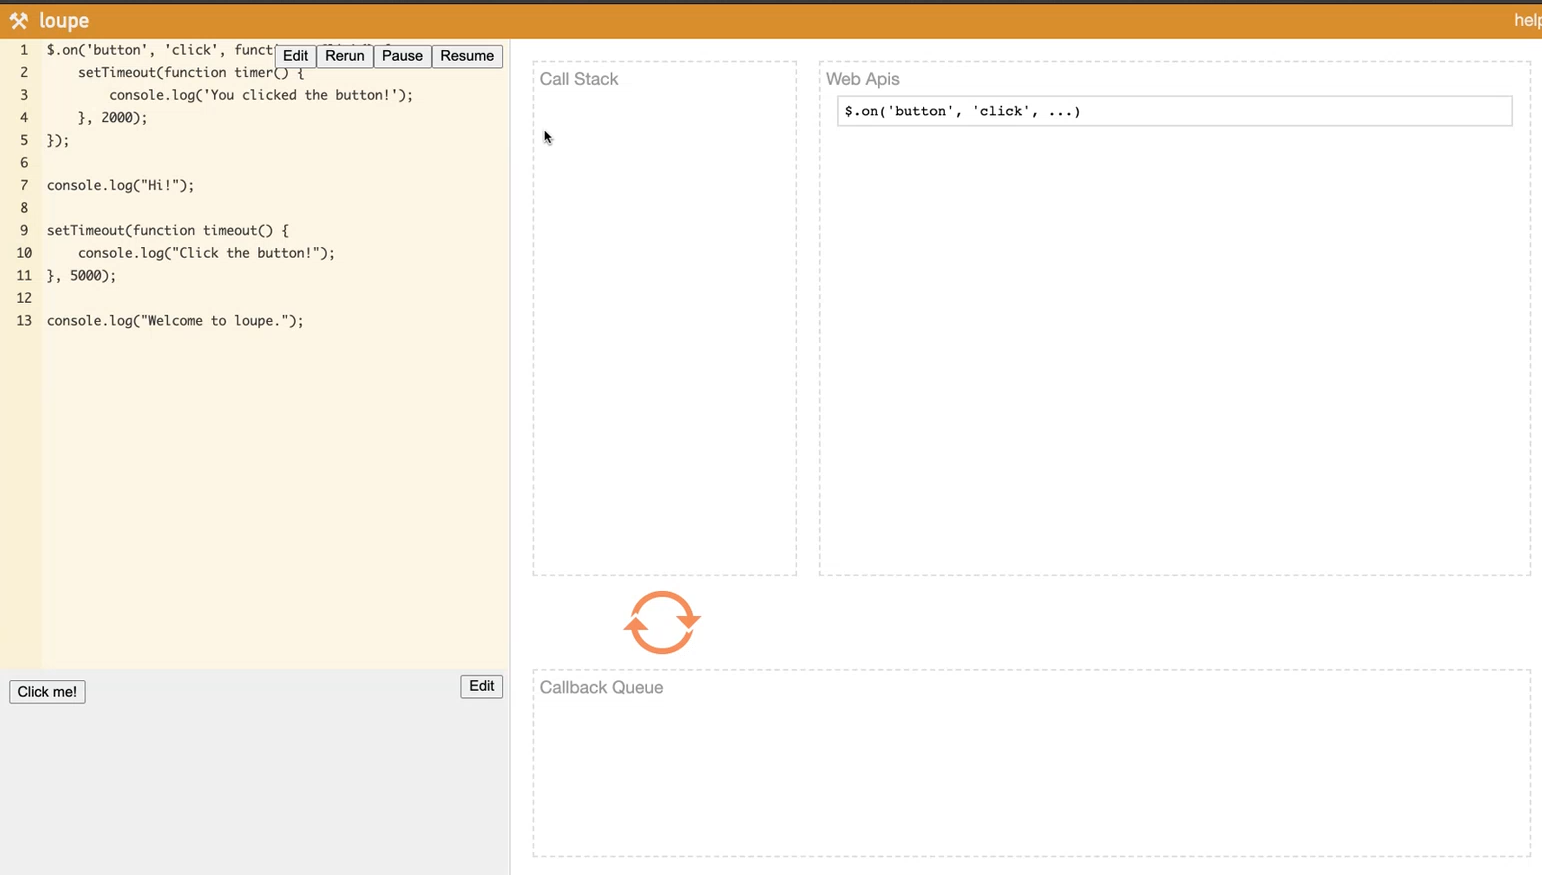 loupe
help
1 $.on('button', 'click', funct
Edit Rerun Pause Resume
2 setTimeout(function timer() {
3 console.log('You clicked the button!');
4 }, 2000);
5 });
6
7 console.log("Hi!");
8
9 setTimeout(function timeout() {
10 console.log("Click the button!");
11 }, 5000);
12
13 console.log("Welcome to loupe.");
Click me!
Edit
Call Stack
Web Apis
$.on('button', 'click', ...)
Callback Queue